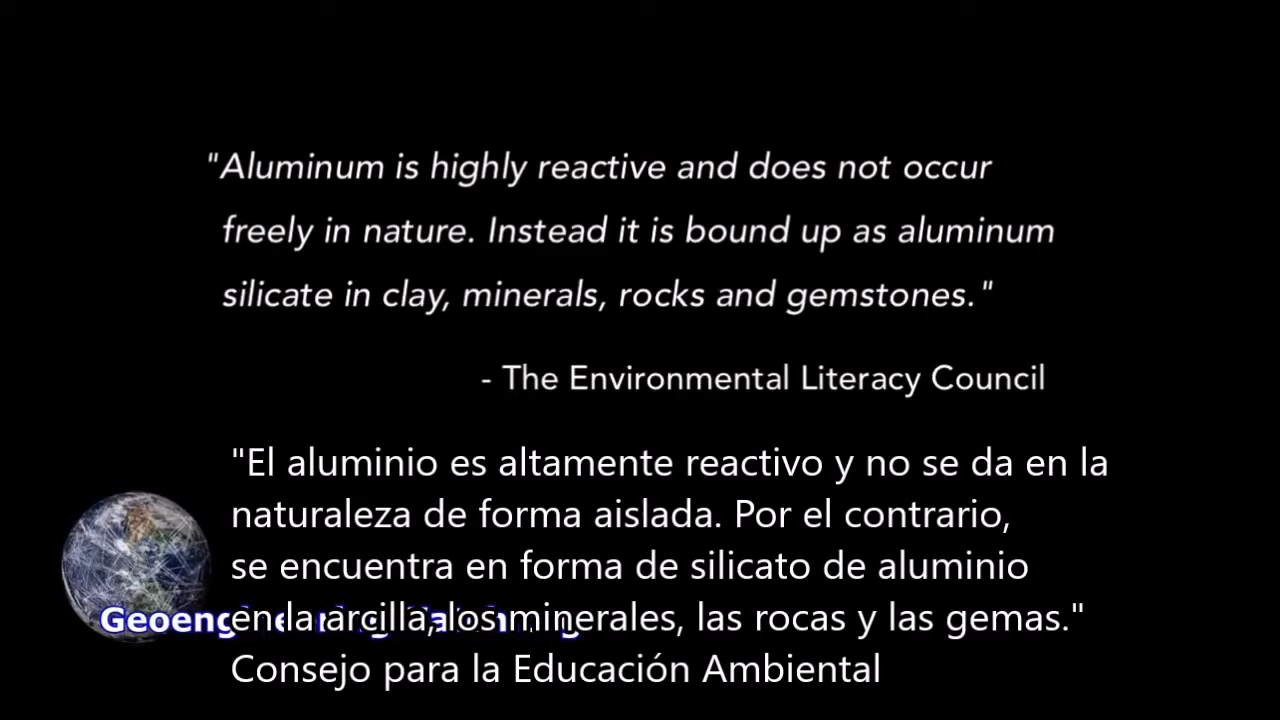 "Aluminum is highly reactive and does not occur
freely in nature. Instead it is bound up as aluminum
silicate in clay, minerals, rocks and gemstones."
- The Environmental Literacy Council
"El aluminio es altamente reactivo y no se da en la
naturaleza de forma aislada. Por el contrario,
se encuentra en forma de silicato de aluminio
en la arcilla, los minerales, las rocas y las gemas."
Consejo para la Educación Ambiental